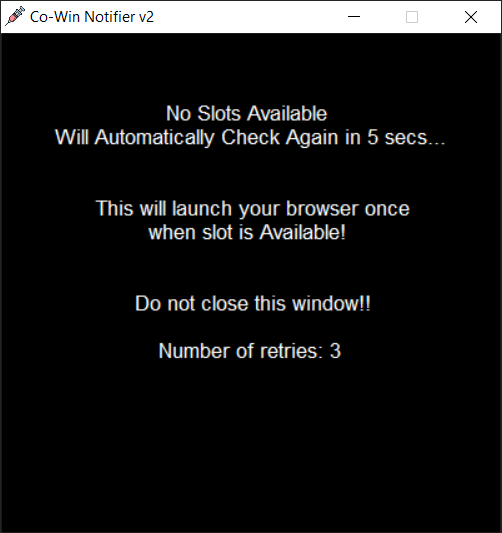 Co-Win Notifier v2
No Slots Available
Will Automatically Check Again in 5 secs...
This will launch your browser once
when slot is Available!
Do not close this window!!
Number of retries: 3